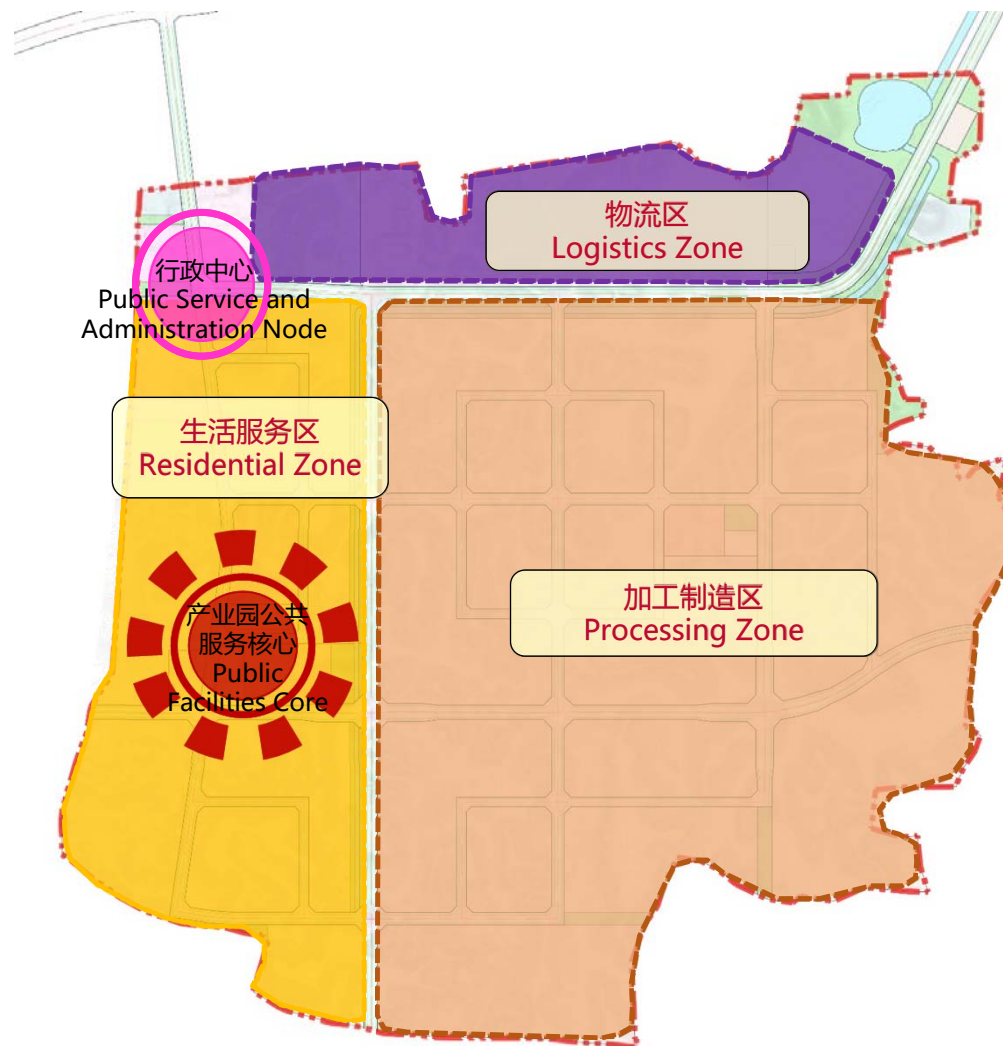 物流区
Logistics Zone
行政中心
Public Service and
Administration Node
生活服务区
Residential Zone
加工制造区
Processing Zone
产业园公共
服务核心
Public
Facilities Core